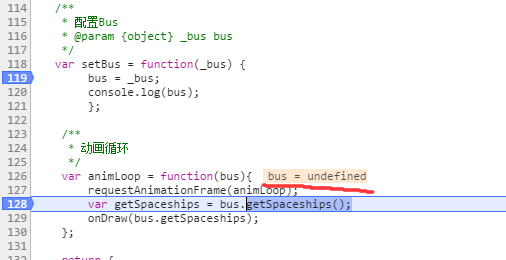 114 /**
115 * 配置Bus
116 * @param {object} _bus bus
117 */
118 var setBus = function(_bus) {
119 bus = _bus;
120 console.log(bus);
121 };
122
123 /**
124 * 动画循环
125 */
126 var animLoop = function(bus){ bus = undefined
127 requestAnimationFrame(animLoop);
128 var getSpaceships = bus.getSpaceships();
129 onDraw(bus.getSpaceships);
130 };
131
132 return {